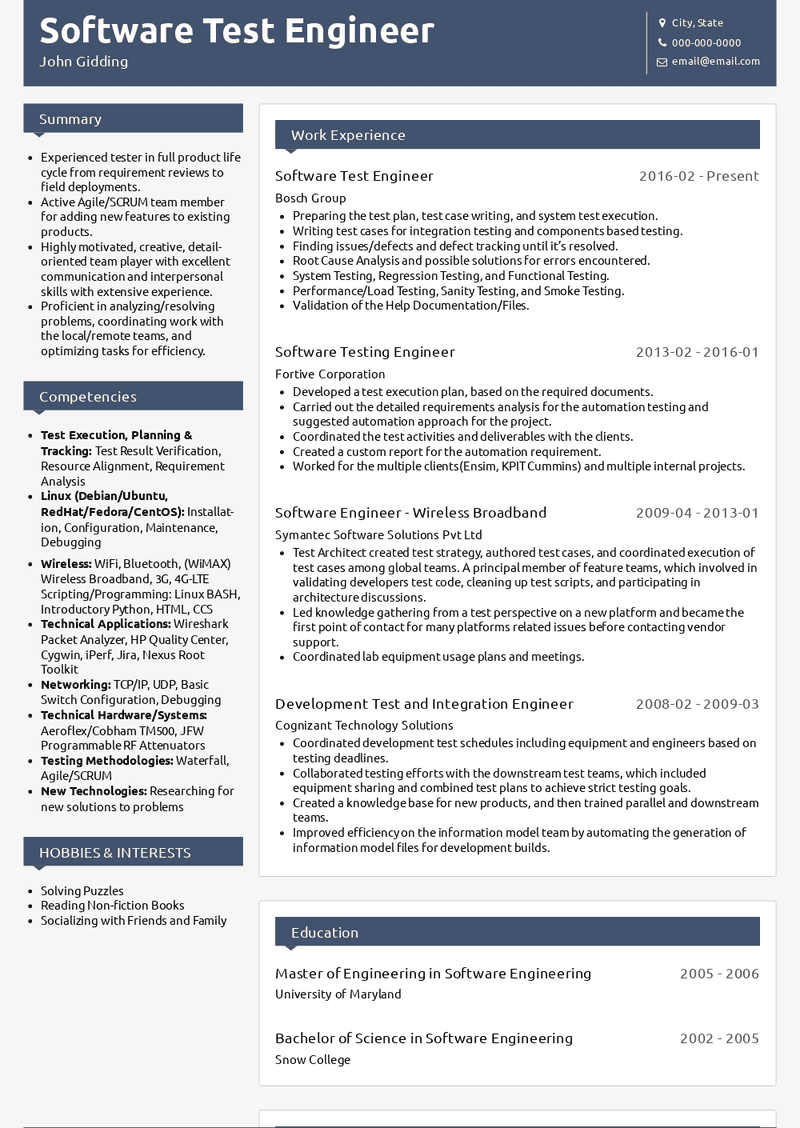 Software Test Engineer
John Gidding
City, State
000-000-0000
email@email.com
Summary
• Experienced tester in full product life
cycle from requirement reviews to
field deployments.
• Active Agile/SCRUM team member
for adding new features to existing
products.
• Highly motivated, creative, detail-
oriented team player with excellent
communication and interpersonal
skills with extensive experience.
• Proficient in analyzing/resolving
problems, coordinating work with
the local/remote teams, and
optimizing tasks for efficiency.
Competencies
• Test Execution, Planning &
Tracking: Test Result Verification,
Resource Alignment, Requirement
Analysis
• Linux (Debian/Ubuntu,
RedHat/Fedora/CentOS): Installat-
ion, Configuration, Maintenance,
Debugging
• Wireless: WiFi, Bluetooth, (WiMAX)
Wireless Broadband, 3G, 4G-LTE
Scripting/Programming: Linux BASH,
Introductory Python, HTML, CCS
• Technical Applications: Wireshark
Packet Analyzer, HP Quality Center,
Cygwin, iPerf, Jira, Nexus Root
Toolkit
• Networking: TCP/IP, UDP, Basic
Switch Configuration, Debugging
• Technical Hardware/Systems:
Aeroflex/Cobham TM500, JFW
Programmable RF Attenuators
• Testing Methodologies: Waterfall,
Agile/SCRUM
• New Technologies: Researching for
new solutions to problems
HOBBIES & INTERESTS
• Solving Puzzles
• Reading Non-fiction Books
• Socializing with Friends and Family
Work Experience
Software Test Engineer 2016-02 - Present
Bosch Group
• Preparing the test plan, test case writing, and system test execution.
• Writing test cases for integration testing and components based testing.
• Finding issues/defects and defect tracking until it's resolved.
• Root Cause Analysis and possible solutions for errors encountered.
• System Testing, Regression Testing, and Functional Testing.
• Performance/Load Testing, Sanity Testing, and Smoke Testing.
• Validation of the Help Documentation/Files.
Software Testing Engineer 2013-02 - 2016-01
Fortive Corporation
• Developed a test execution plan, based on the required documents.
• Carried out the detailed requirements analysis for the automation testing and
suggested automation approach for the project.
• Coordinated the test activities and deliverables with the clients.
• Created a custom report for the automation requirement.
• Worked for the multiple clients(Ensim, KPIT Cummins) and multiple internal projects.
Software Engineer - Wireless Broadband 2009-04 - 2013-01
Symantec Software Solutions Pvt Ltd
• Test Architect created test strategy, authored test cases, and coordinated execution of
test cases among global teams. A principal member of feature teams, which involved in
validating developers test code, cleaning up test scripts, and participating in
architecture discussions.
• Led knowledge gathering from a test perspective on a new platform and became the
first point of contact for many platforms related issues before contacting vendor
support.
• Coordinated lab equipment usage plans and meetings.
Development Test and Integration Engineer 2008-02 - 2009-03
Cognizant Technology Solutions
• Coordinated development test schedules including equipment and engineers based on
testing deadlines.
• Collaborated testing efforts with the downstream test teams, which included
equipment sharing and combined test plans to achieve strict testing goals.
• Created a knowledge base for new products, and then trained parallel and downstream
teams.
• Improved efficiency on the information model team by automating the generation of
information model files for development builds.
Education
Master of Engineering in Software Engineering 2005 - 2006
University of Maryland
Bachelor of Science in Software Engineering 2002 - 2005
Snow College